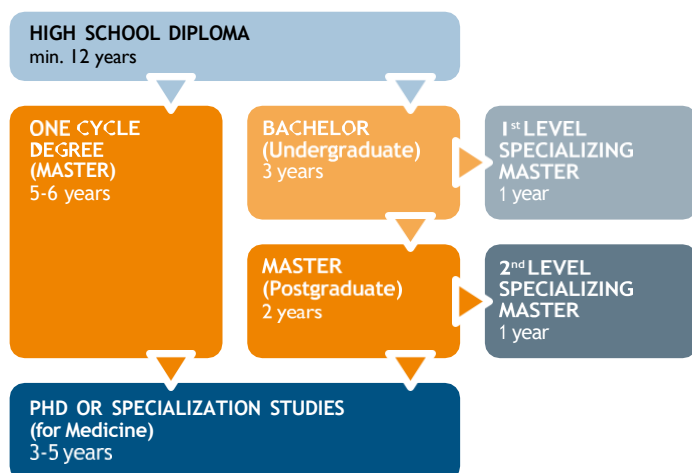 HIGH SCHOOL DIPLOMA
min. 12 years
ONE CYCLE
DEGREE
(MASTER)
5-6 years
BACHELOR
(Undergraduate)
3 years
1st LEVEL
SPECIALIZING
MASTER
1 year
MASTER
(Postgraduate)
2 years
2nd LEVEL
SPECIALIZING
MASTER
1 year
PHD OR SPECIALIZATION STUDIES
(for Medicine)
3-5 years